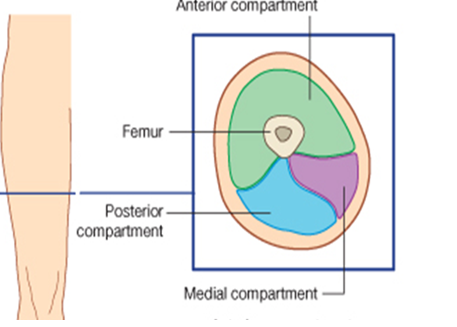 Anterior compartment
Femur
Posterior
compartment
Medial compartment